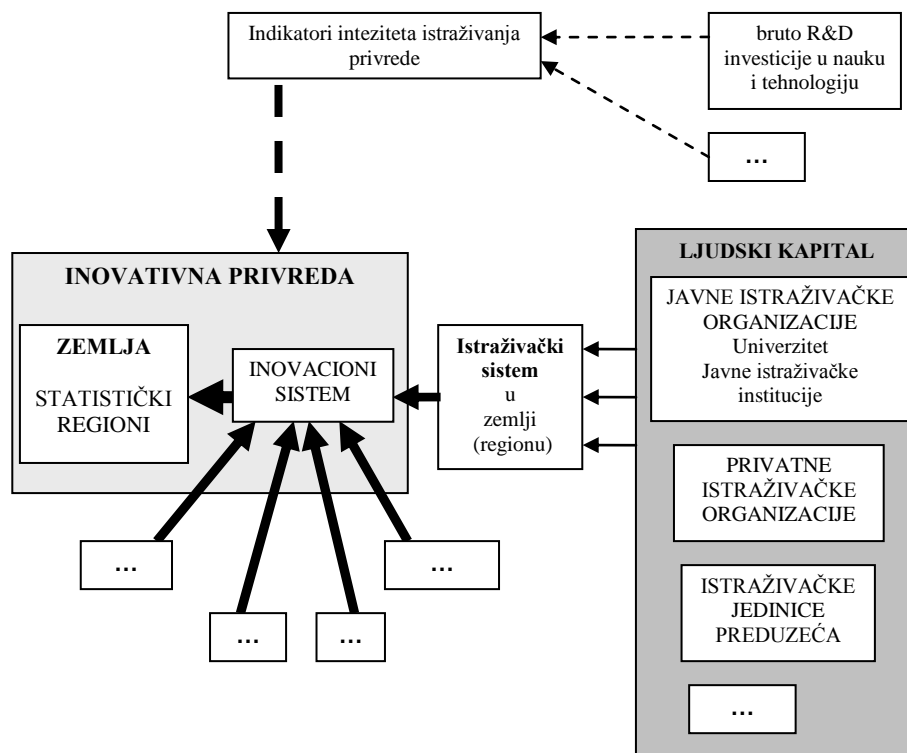 Indikatori inteziteta istraživanja
privrede
bruto R&D
investicije u nauku
i tehnologiju
...
INOVATIVNA PRIVREDA
ZEMLJA
STATISTIČKI
REGIONI
INOVACIONI
SISTEM
Istraživački
sistem
u
zemlji
(regionu)
LJUDSKI KAPITAL
JAVNE ISTRAŽIVAČKE
ORGANIZACIJE
Univerzitet
Javne istraživačke
institucije
PRIVATNE
ISTRAŽIVAČKE
ORGANIZACIJE
ISTRAŽIVAČKE
JEDINICE
PREDUZEĆA
...
...
...
...
...